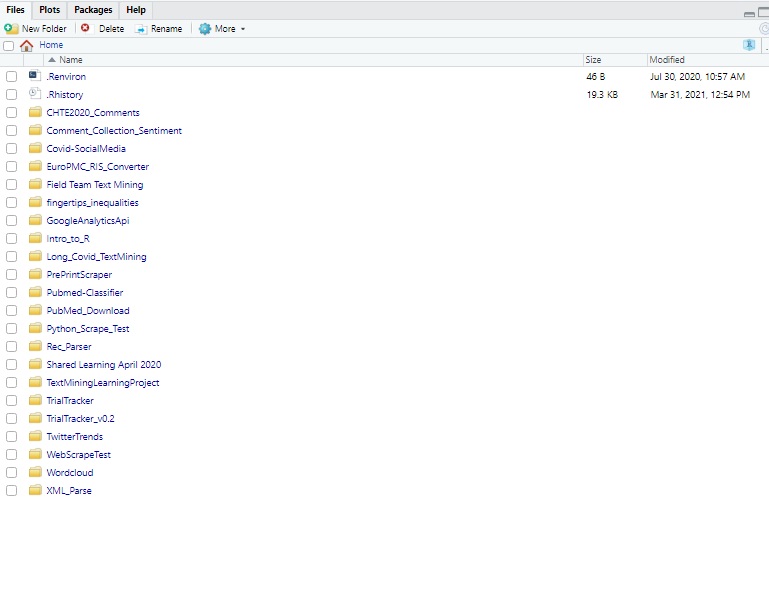 Files Plots Packages Help
New Folder Delete Rename More
Home
Name Size Modified
.Renviron 46 B Jul 30, 2020, 10:57 AM
.Rhistory 19.3 KB Mar 31, 2021, 12:54 PM
CHTE2020_Comments
Comment_Collection_Sentiment
Covid-SocialMedia
EuroPMC_RIS_Converter
Field Team Text Mining
fingertips_inequalities
GoogleAnalyticsApi
Intro_to_R
Long_Covid_TextMining
PrePrintScraper
Pubmed-Classifier
PubMed_Download
Python_Scrape_Test
Rec_Parser
Shared Learning April 2020
TextMiningLearningProject
TrialTracker
TrialTracker_v0.2
TwitterTrends
WebScrapeTest
Wordcloud
XML_Parse